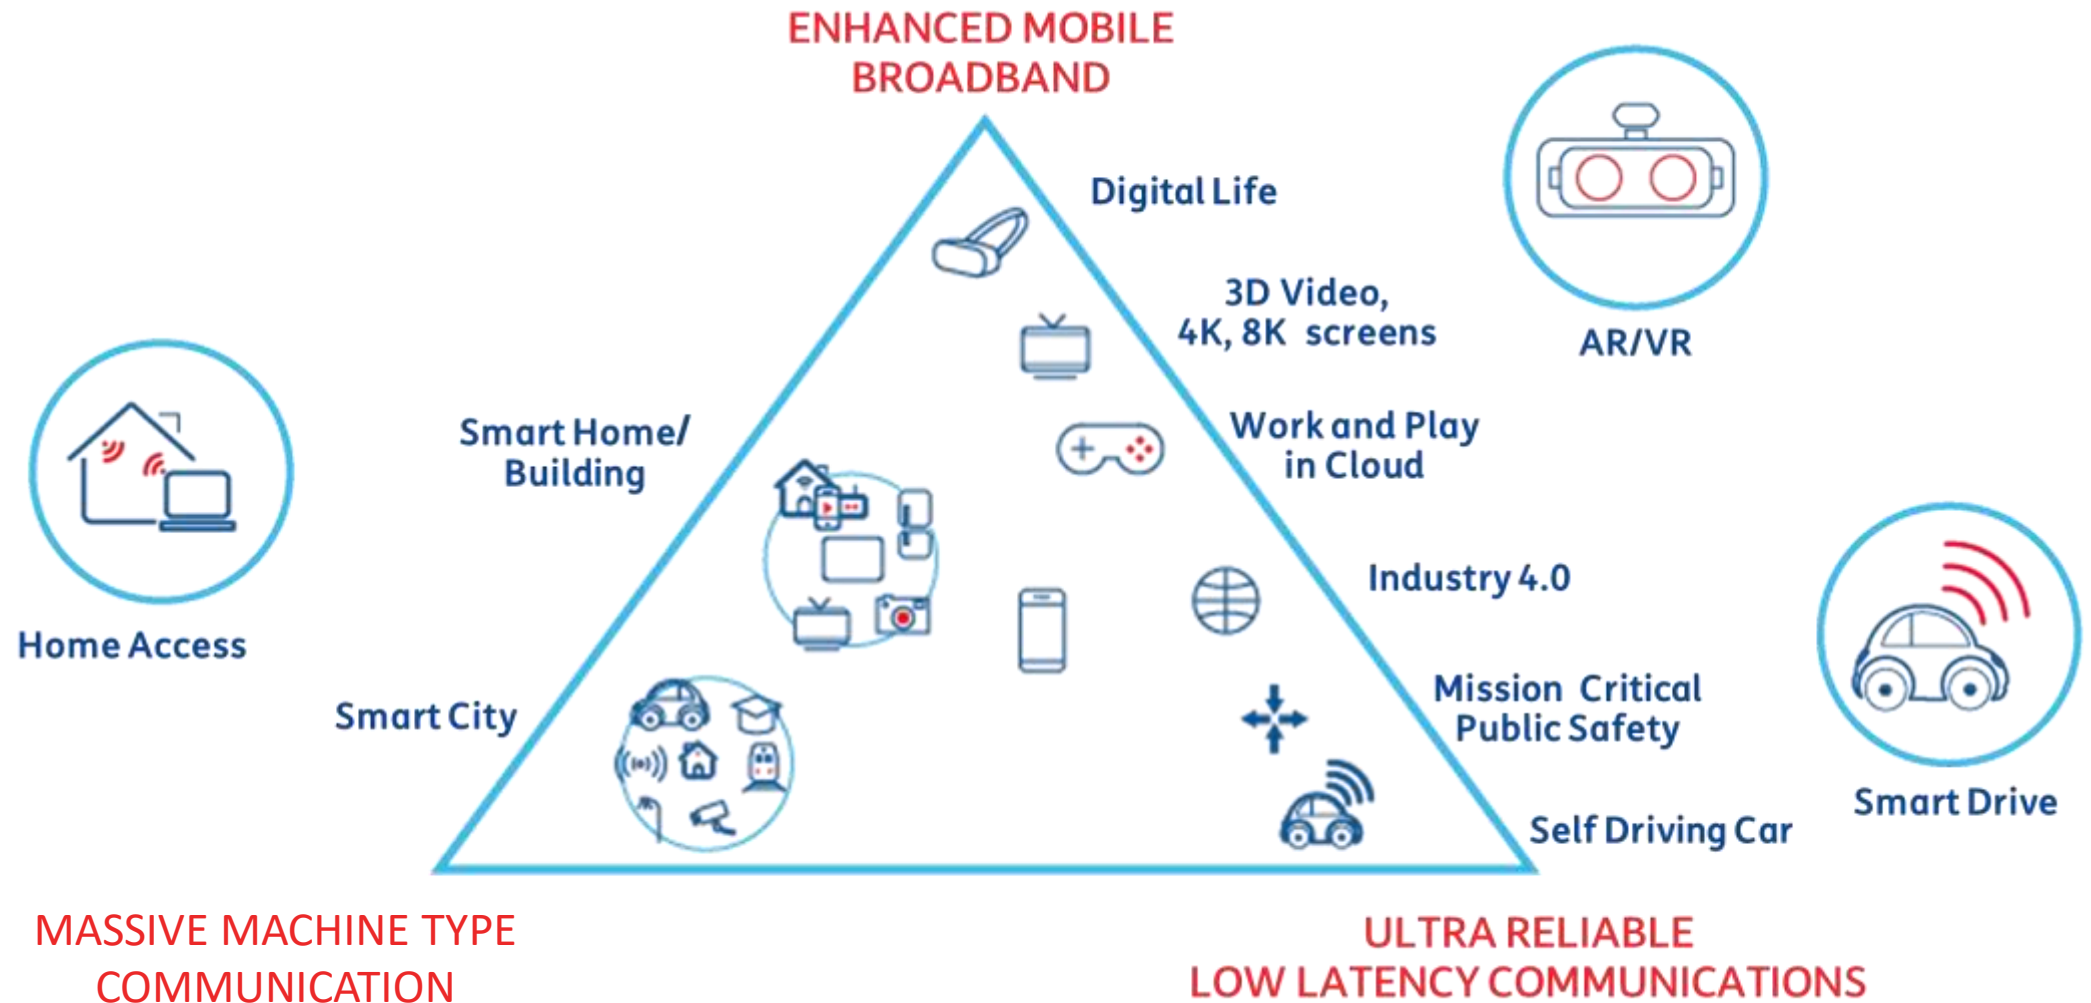 ENHANCED MOBILE
BROADBAND
Digital Life
3D Video,
4K, 8K screens
AR/VR
Smart Home/
Building
Work and Play
in Cloud
Industry 4.0
Home Access
Smart City
Mission Critical
Public Safety
Smart Drive
Self Driving Car
MASSIVE MACHINE TYPE
COMMUNICATION
ULTRA RELIABLE
LOW LATENCY COMMUNICATIONS